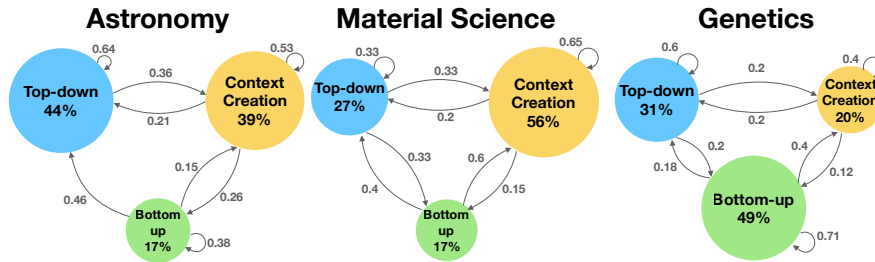 Astronomy
0.64
0.53
Top-down
44%
0.36
0.21
Context
Creation
39%
0.15
0.26
0.46
Bottom
up
17%
0.38
Material Science
0.33
0.65
Top-down
27%
0.33
0.2
Context
Creation
56%
0.33
0.4
0.6
0.15
Bottom
up
17%
Genetics
0.6
0.4
Top-down
31%
0.2
0.2
Context
Creation
20%
0.2
0.18
0.4
0.12
Bottom-up
49%
0.71